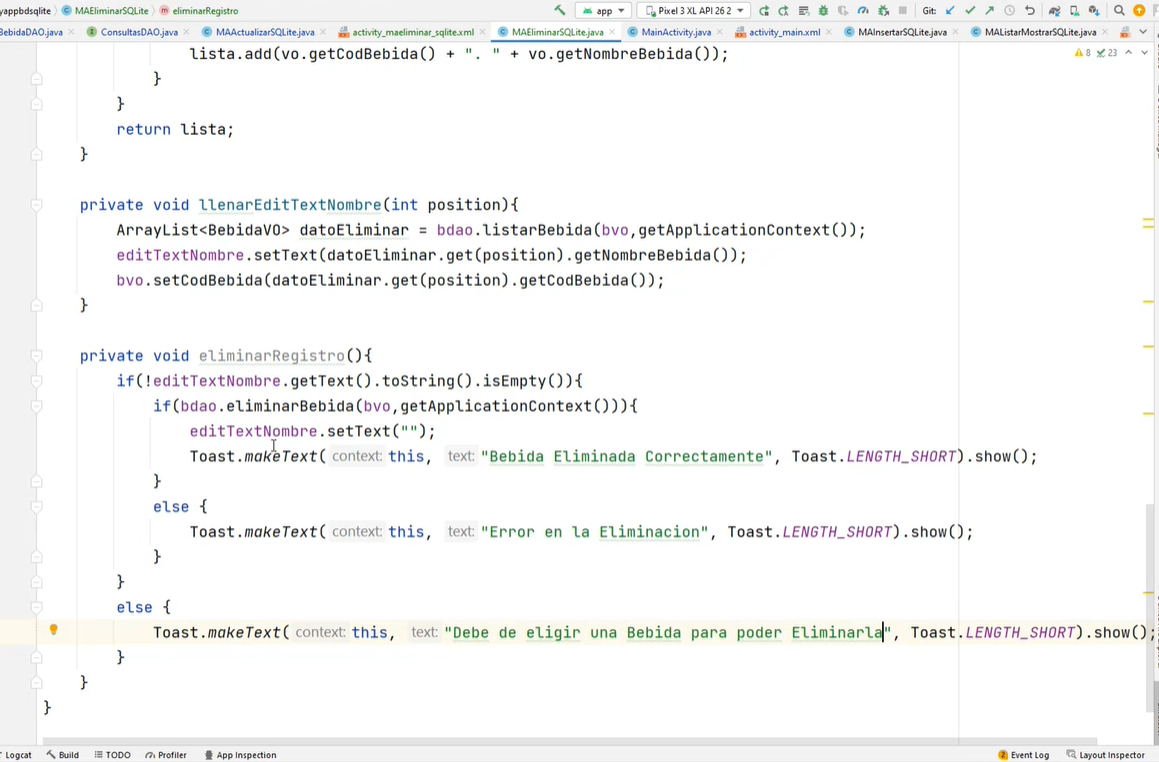 yappbdsqlite MAEliminarSQLite eliminarRegistro app Pixel 3 XL API 26 2 Git:
BebidaDAO.java ConsultasDAO.java MAActualizarSQLite.java activity_maeliminar_sqlite.xml MAEliminarSQLite.java MainActivity.java activity_main.xml MAInsertarSQLite.java MAListarMostrarSQLite.java
lista.add(vo.getCodBebida() + ". " + vo.getNombreBebida()); 8 23
}
}
return lista;
}
private void llenarEditTextNombre(int position){
ArrayList<BebidaVO> datoEliminar = bdao.listarBebida(bvo,getApplicationContext());
editTextNombre.setText(datoEliminar.get(position).getNombreBebida());
bvo.setCodBebida(datoEliminar.get(position).getCodBebida());
}
private void eliminarRegistro(){
if(!editTextNombre.getText().toString().isEmpty()){
if(bdao.eliminarBebida(bvo,getApplicationContext())){
editTextNombre.setText("");
Toast.makeText( context: this, text: "Bebida Eliminada Correctamente", Toast.LENGTH_SHORT).show();
}
else {
Toast.makeText( context: this, text: "Error en la Eliminacion", Toast.LENGTH_SHORT).show();
}
}
else {
Toast.makeText( context: this, text: "Debe de eligir una Bebida para poder Eliminarla", Toast.LENGTH_SHORT).show();
}
}
}
Logcat Build TODO Profiler App Inspection 2 Event Log Layout Inspector